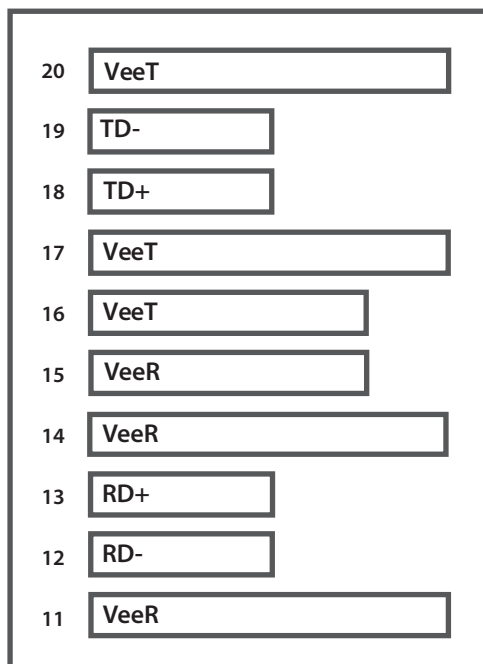 20 VeeT
19 TD-
18 TD+
17 VeeT
16 VeeT
15 VeeR
14 VeeR
13 RD+
12 RD-
11 VeeR